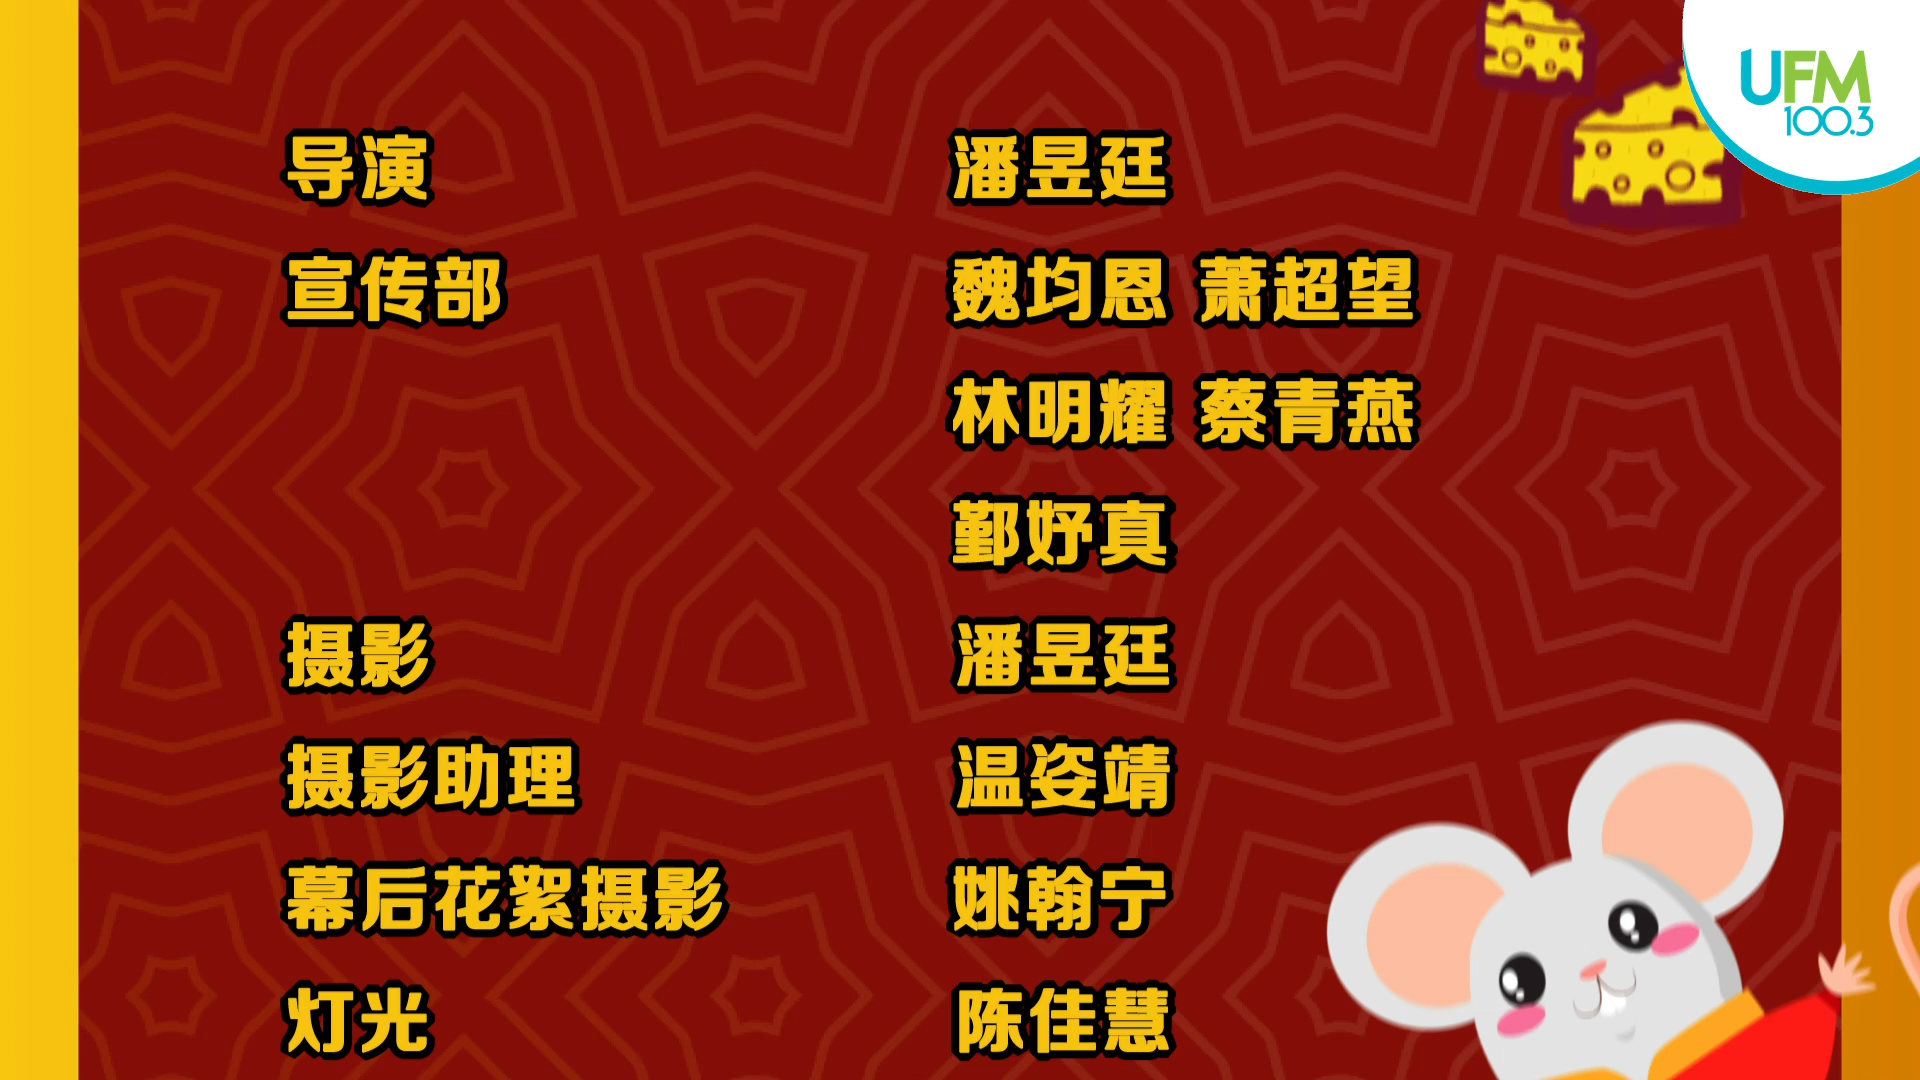 UFM
100.3
导演 潘昱廷
宣传部 魏均恩 萧超望
林明耀 蔡青燕
鄞妤真
摄影 潘昱廷
摄影助理 温姿靖
幕后花絮摄影 姚翰宁
灯光 陈佳慧